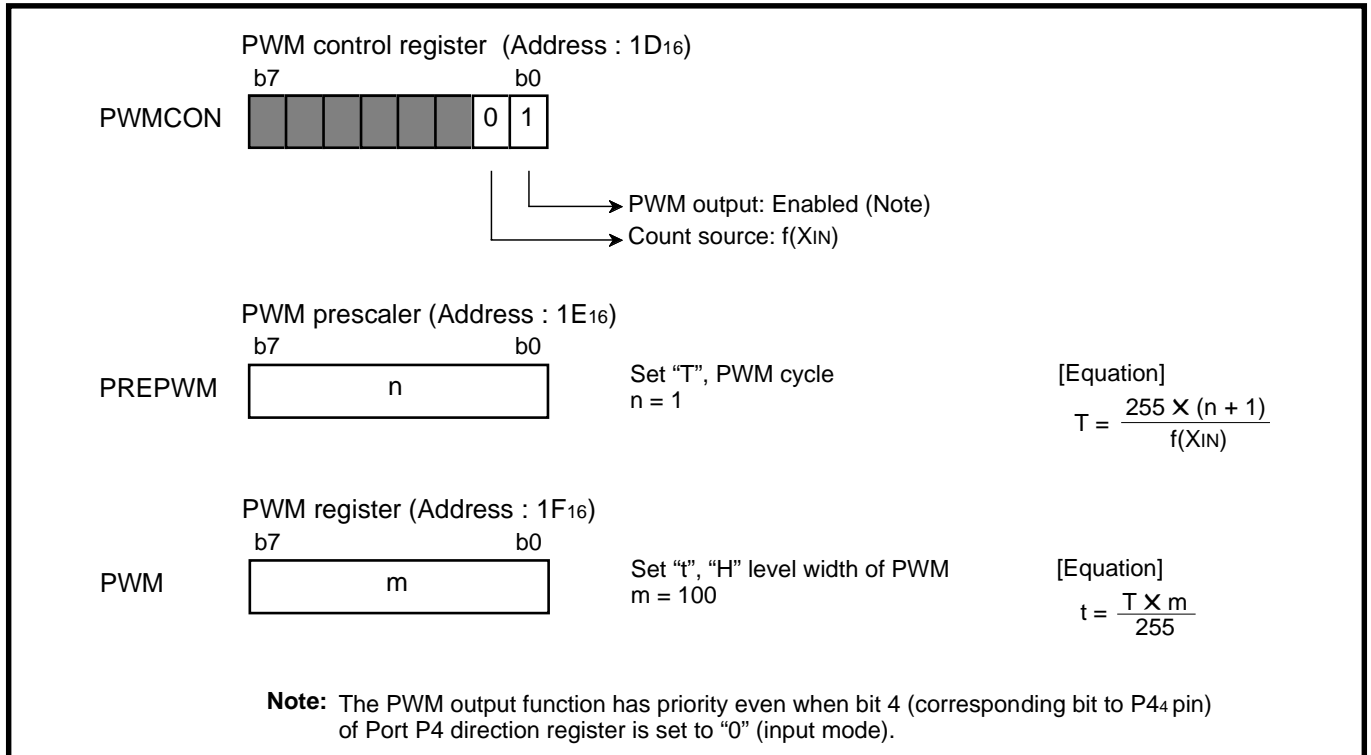 PWM control register (Address : 1D16)
b7 b0
PWMCON 0 1
PWM output: Enabled (Note)
Count source: f(XIN)
PWM prescaler (Address : 1E16)
b7 b0
PREPWM n
Set “T”, PWM cycle
n = 1
[Equation]
T = 255 X (n + 1)
f(XIN)
PWM register (Address : 1F16)
b7 b0
PWM m
Set “t”, “H” level width of PWM
m = 100
[Equation]
t = T X m
255
Note: The PWM output function has priority even when bit 4 (corresponding bit to P44 pin)
of Port P4 direction register is set to “0” (input mode).